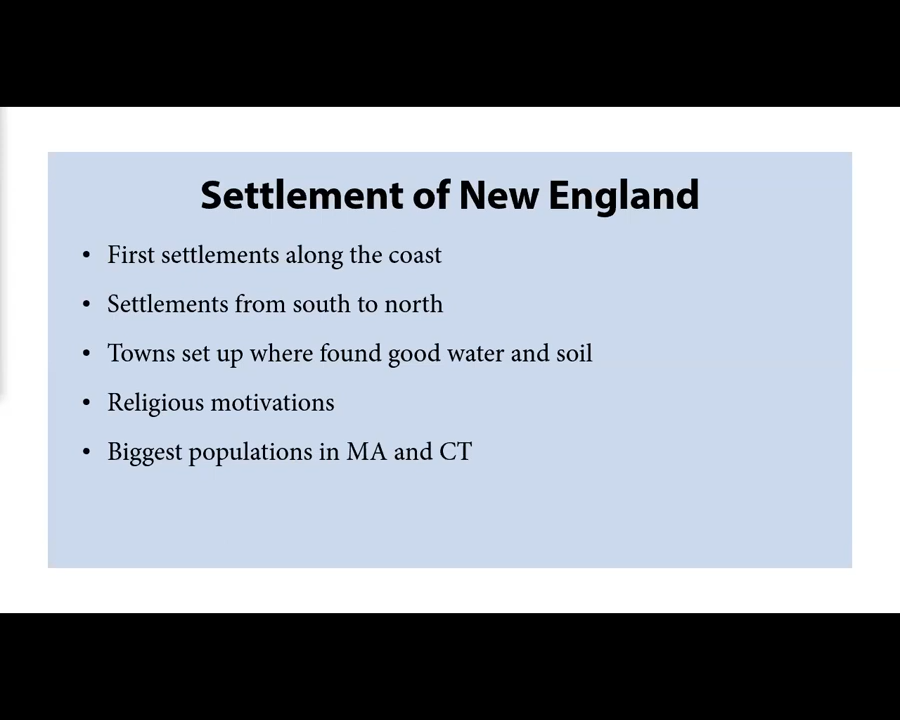 Settlement of New England
• First settlements along the coast
• Settlements from south to north
• Towns set up where found good water and soil
• Religious motivations
• Biggest populations in MA and CT